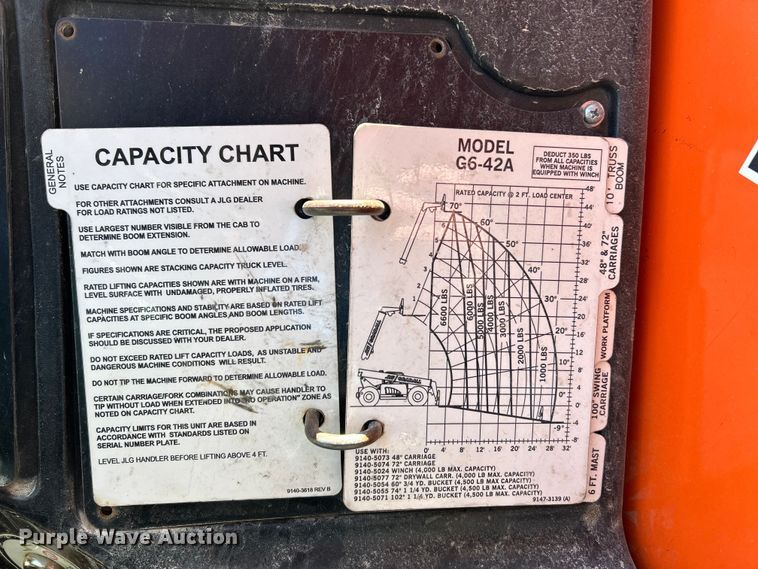 GENERAL
NOTES
CAPACITY CHART
USE CAPACITY CHART FOR SPECIFIC ATTACHMENT ON MACHINE.
FOR OTHER ATTACHMENTS CONSULT A JLG DEALER
FOR LOAD RATINGS NOT LISTED.
USE LARGEST NUMBER VISIBLE FROM THE CAB TO
DETERMINE BOOM EXTENSION.
MATCH WITH BOOM ANGLE TO DETERMINE ALLOWABLE LOAD.
FIGURES SHOWN ARE STACKING CAPACITY TRUCK LEVEL.
RATED LIFTING CAPACITIES SHOWN ARE WITH MACHINE ON A FIRM,
LEVEL SURFACE WITH UNDAMAGED, PROPERLY INFLATED TIRES.
MACHINE SPECIFICATIONS AND STABILITY ARE BASED ON RATED LIFT
CAPACITIES AT SPECIFIC BOOM ANGLES AND BOOM LENGTHS.
IF SPECIFICATIONS ARE CRITICAL, THE PROPOSED APPLICATION
SHOULD BE DISCUSSED WITH YOUR DEALER.
DO NOT EXCEED RATED LIFT CAPACITY LOADS, AS UNSTABLE AND
DANGEROUS MACHINE CONDITIONS WILL RESULT.
DO NOT TIP THE MACHINE FORWARD TO DETERMINE ALLOWABLE LOAD.
CERTAIN CARRIAGE/FORK COMBINATIONS MAY CAUSE HANDLER TO
TIP WITHOUT LOAD WHEN EXTENDED INTO "NO OPERATION" ZONE AS
NOTED ON CAPACITY CHART.
CAPACITY LIMITS FOR THIS UNIT ARE BASED IN
ACCORDANCE WITH STANDARDS LISTED ON
SERIAL NUMBER PLATE.
LEVEL JLG HANDLER BEFORE LIFTING ABOVE 4 FT.
9140-3618 REV B
MODEL
G6-42A
DEDUCT 350 LBS
FROM ALL CAPACITIES
WHEN MACHINE IS
EQUIPPED WITH WINCH
RATED CAPACITY @ 2 FT. LOAD CENTER
48'
44'
40'
36'
32'
28'
24'
20'
16'
12'
8'
4'
0'
-4'
70°
60°
50°
40°
30°
20°
10°
0°
-9°
6600 LBS
6000 LBS
5000 LBS
4000 LBS
3000 LBS
2000 LBS
1000 LBS
0' 2' 4' 6' 8' 10' 12' 14' 16' 18' 20' 22' 24' 26' 28' 32'
USE WITH:
9140-5073 48" CARRIAGE
9140-5074 72" CARRIAGE
9140-5024 WINCH (4,000 LB MAX. CAPACITY)
9140-5077 72" DRYWALL CARR. (4,000 LB MAX. CAPACITY)
9140-5054 60" 3/4 YD. BUCKET (4,500 LB MAX. CAPACITY)
9140-5055 74" 1 1/4 YD. BUCKET (4,500 LB MAX. CAPACITY)
9140-5071 102" 1 1/4 YD. BUCKET (4,500 LB MAX. CAPACITY)
9147-3139 (A)
10' TRUSS
BOOM
48" & 72"
CARRIAGES
WORK PLATFORM
100° SWING
CARRIAGE
6 FT. MAST
Purple Wave Auction